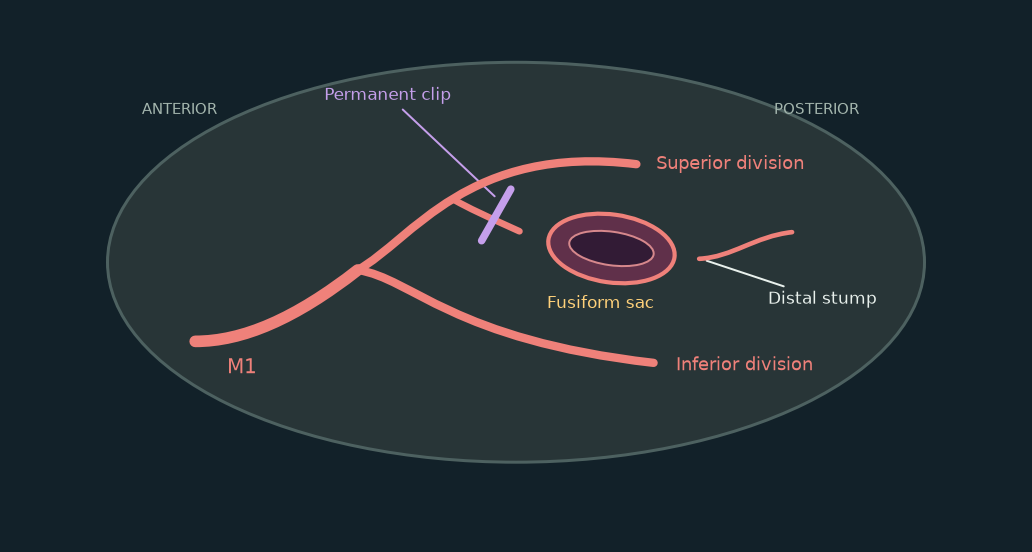 Permanent clip
ANTERIOR
POSTERIOR
Superior division
Distal stump
Fusiform sac
M1
Inferior division